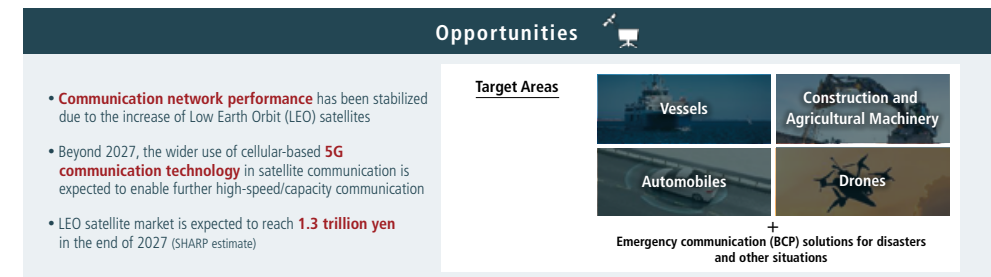 Opportunities
• Communication network performance has been stabilized
due to the increase of Low Earth Orbit (LEO) satellites
• Beyond 2027, the wider use of cellular-based 5G
communication technology in satellite communication is
expected to enable further high-speed/capacity communication
• LEO satellite market is expected to reach 1.3 trillion yen
in the end of 2027 (SHARP estimate)
Target Areas
Vessels
Construction and
Agricultural Machinery
Automobiles
Drones
+
Emergency communication (BCP) solutions for disasters
and other situations